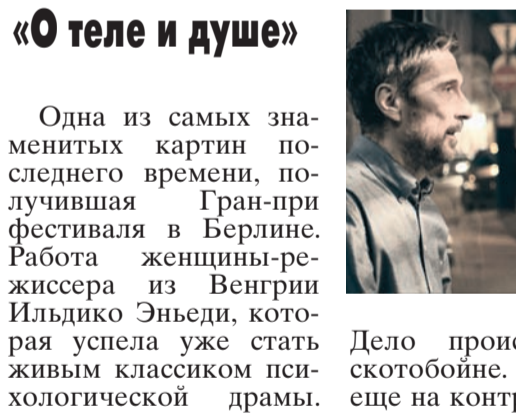 «О теле и душе»
Одна из самых зна-
менитых картин по-
следнего времени, по-
лучившая Гран-при
фестиваля в Берлине.
Работа женщины-ре-
жиссера из Венгрии
Ильдико Эньеди, кото-
рая успела уже стать
живым классиком пси-
хологической драмы.
Дело
скотобойне.
еще на